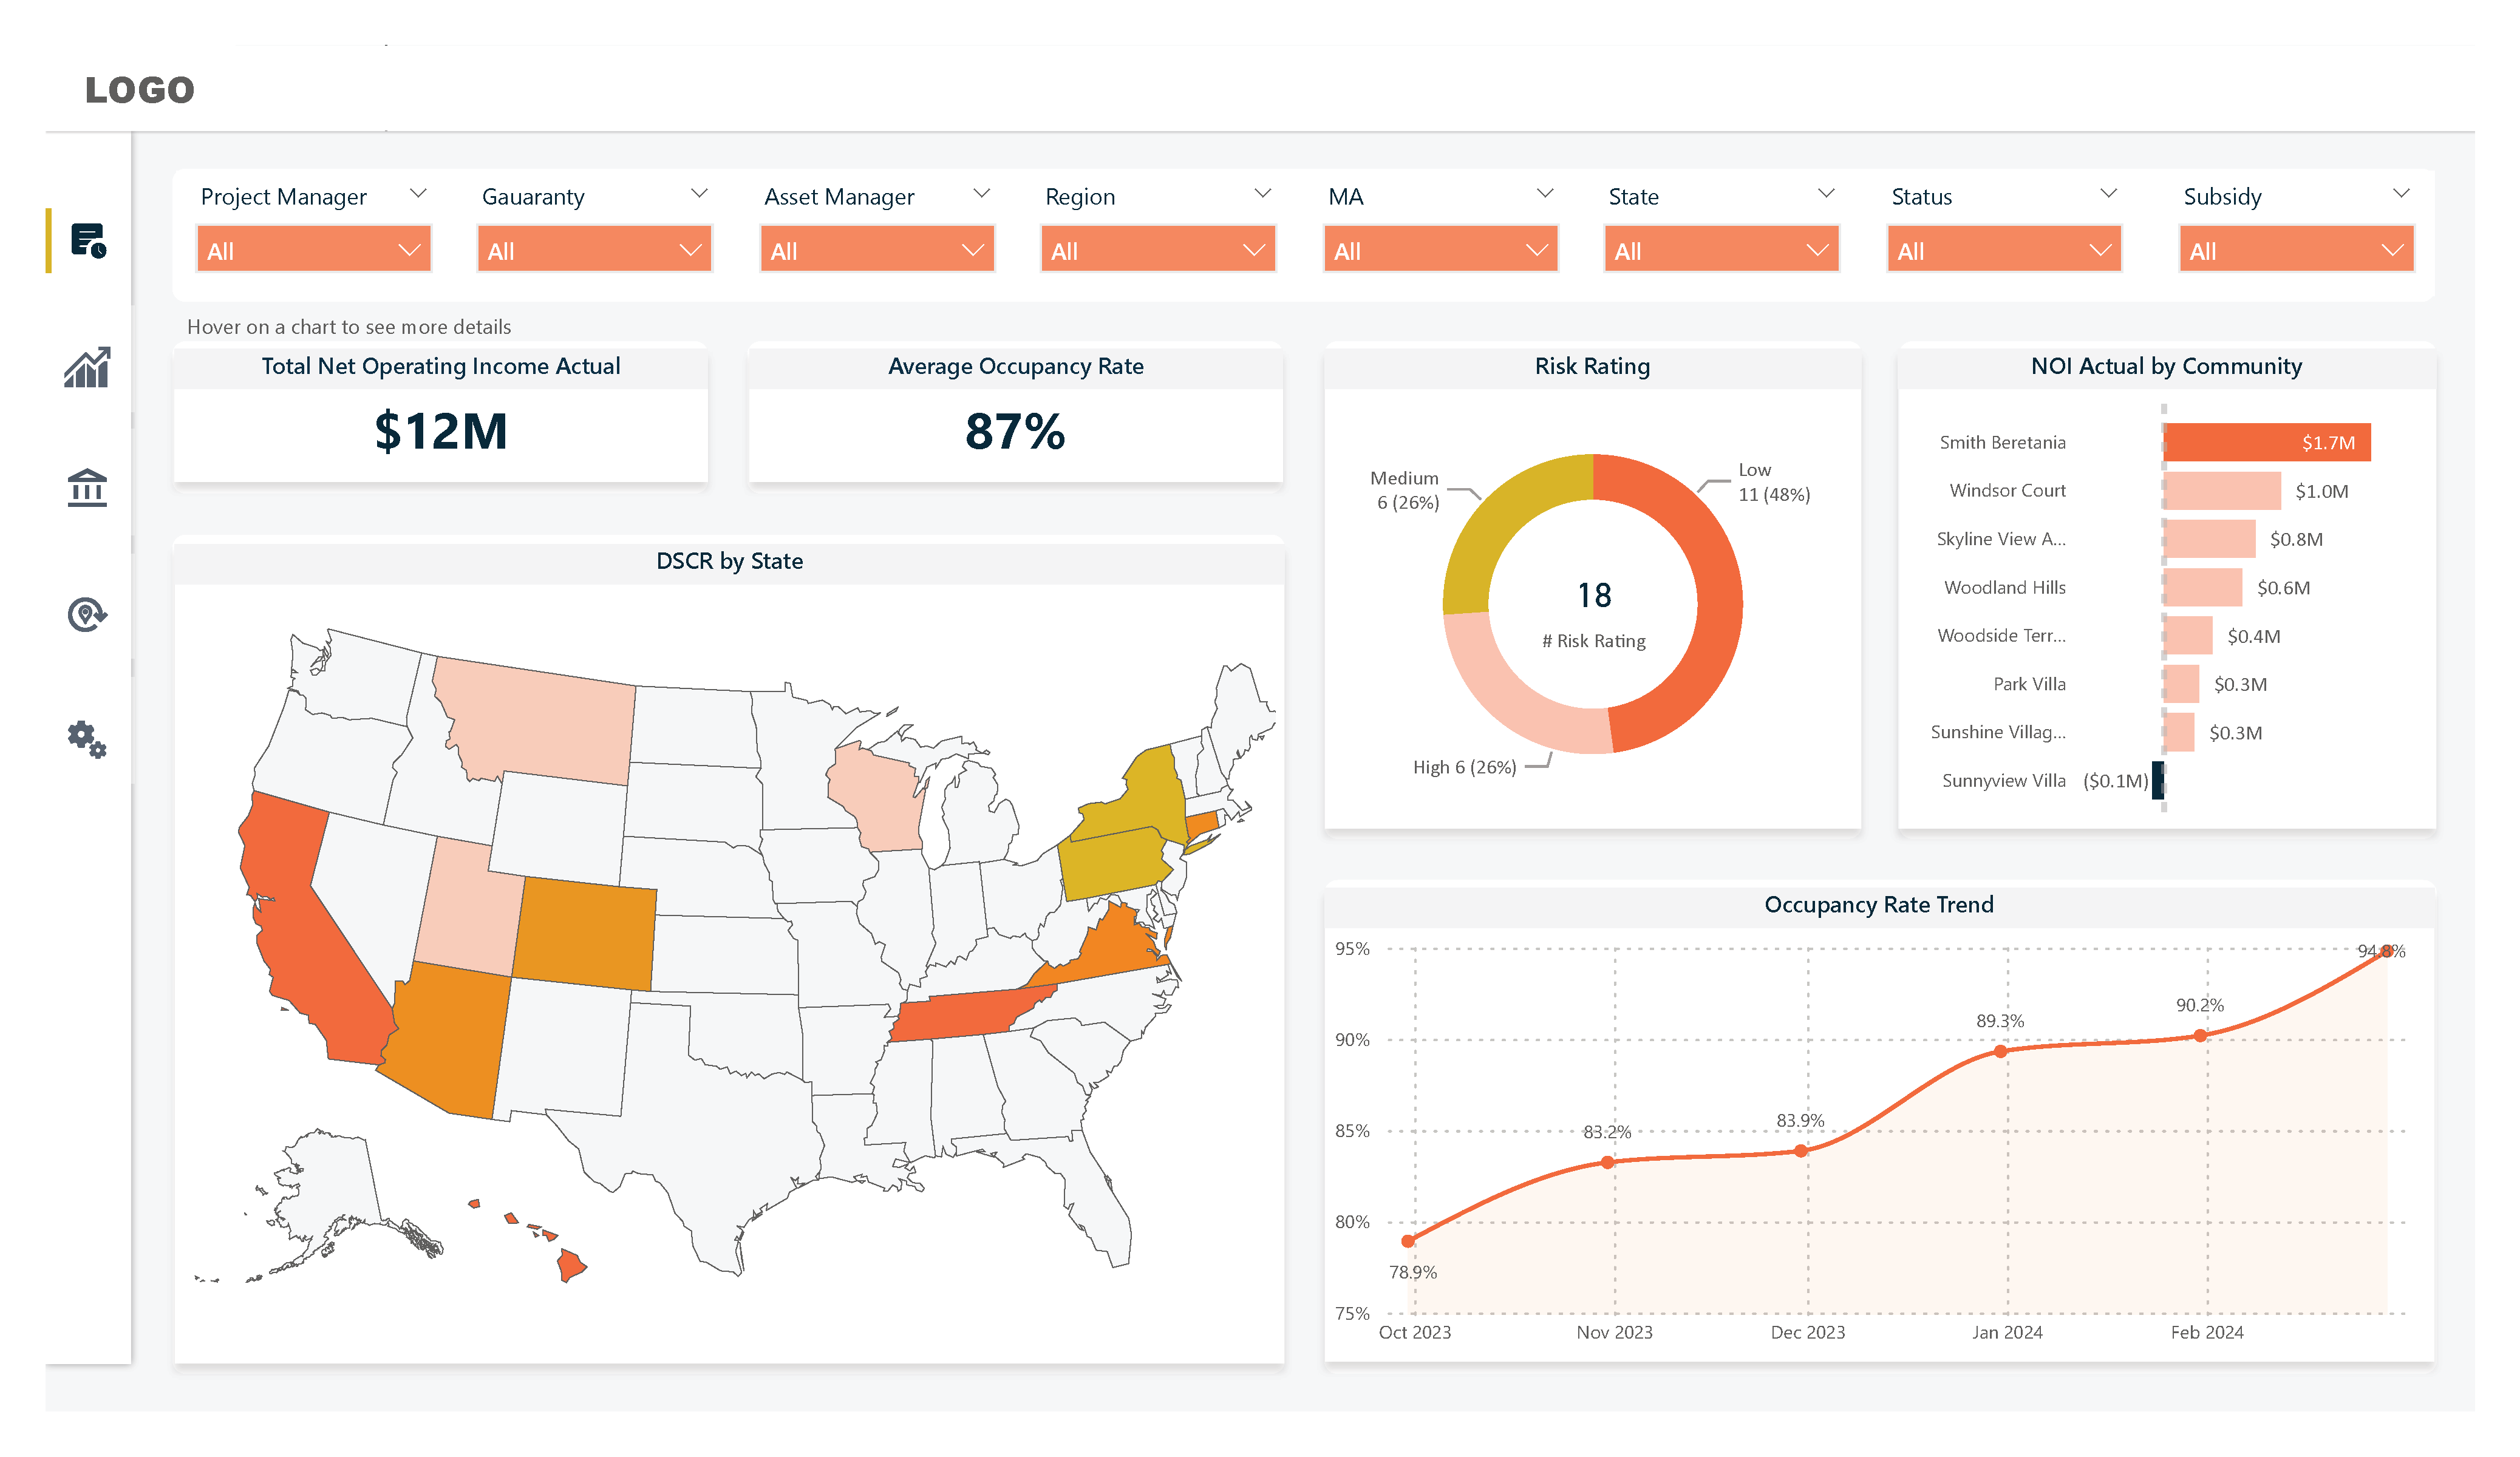 LOGO
Project Manager
Gauaranty
Asset Manager
Region
MA
State
Status
Subsidy
All
All
All
All
All
All
All
All
Hover on a chart to see more details
Total Net Operating Income Actual
$12M
Average Occupancy Rate
87%
DSCR by State
Risk Rating
Medium
6 (26%)
Low
11 (48%)
18
# Risk Rating
High 6 (26%)
NOI Actual by Community
Smith Beretania
$1.7M
Windsor Court
$1.0M
Skyline View A...
$0.8M
Woodland Hills
$0.6M
Woodside Terr...
$0.4M
Park Villa
$0.3M
Sunshine Villag...
$0.3M
Sunnyview Villa
($0.1M)
Occupancy Rate Trend
95%
90%
85%
80%
75%
78.9%
83.2%
83.9%
89.3%
90.2%
94.8%
Oct 2023
Nov 2023
Dec 2023
Jan 2024
Feb 2024